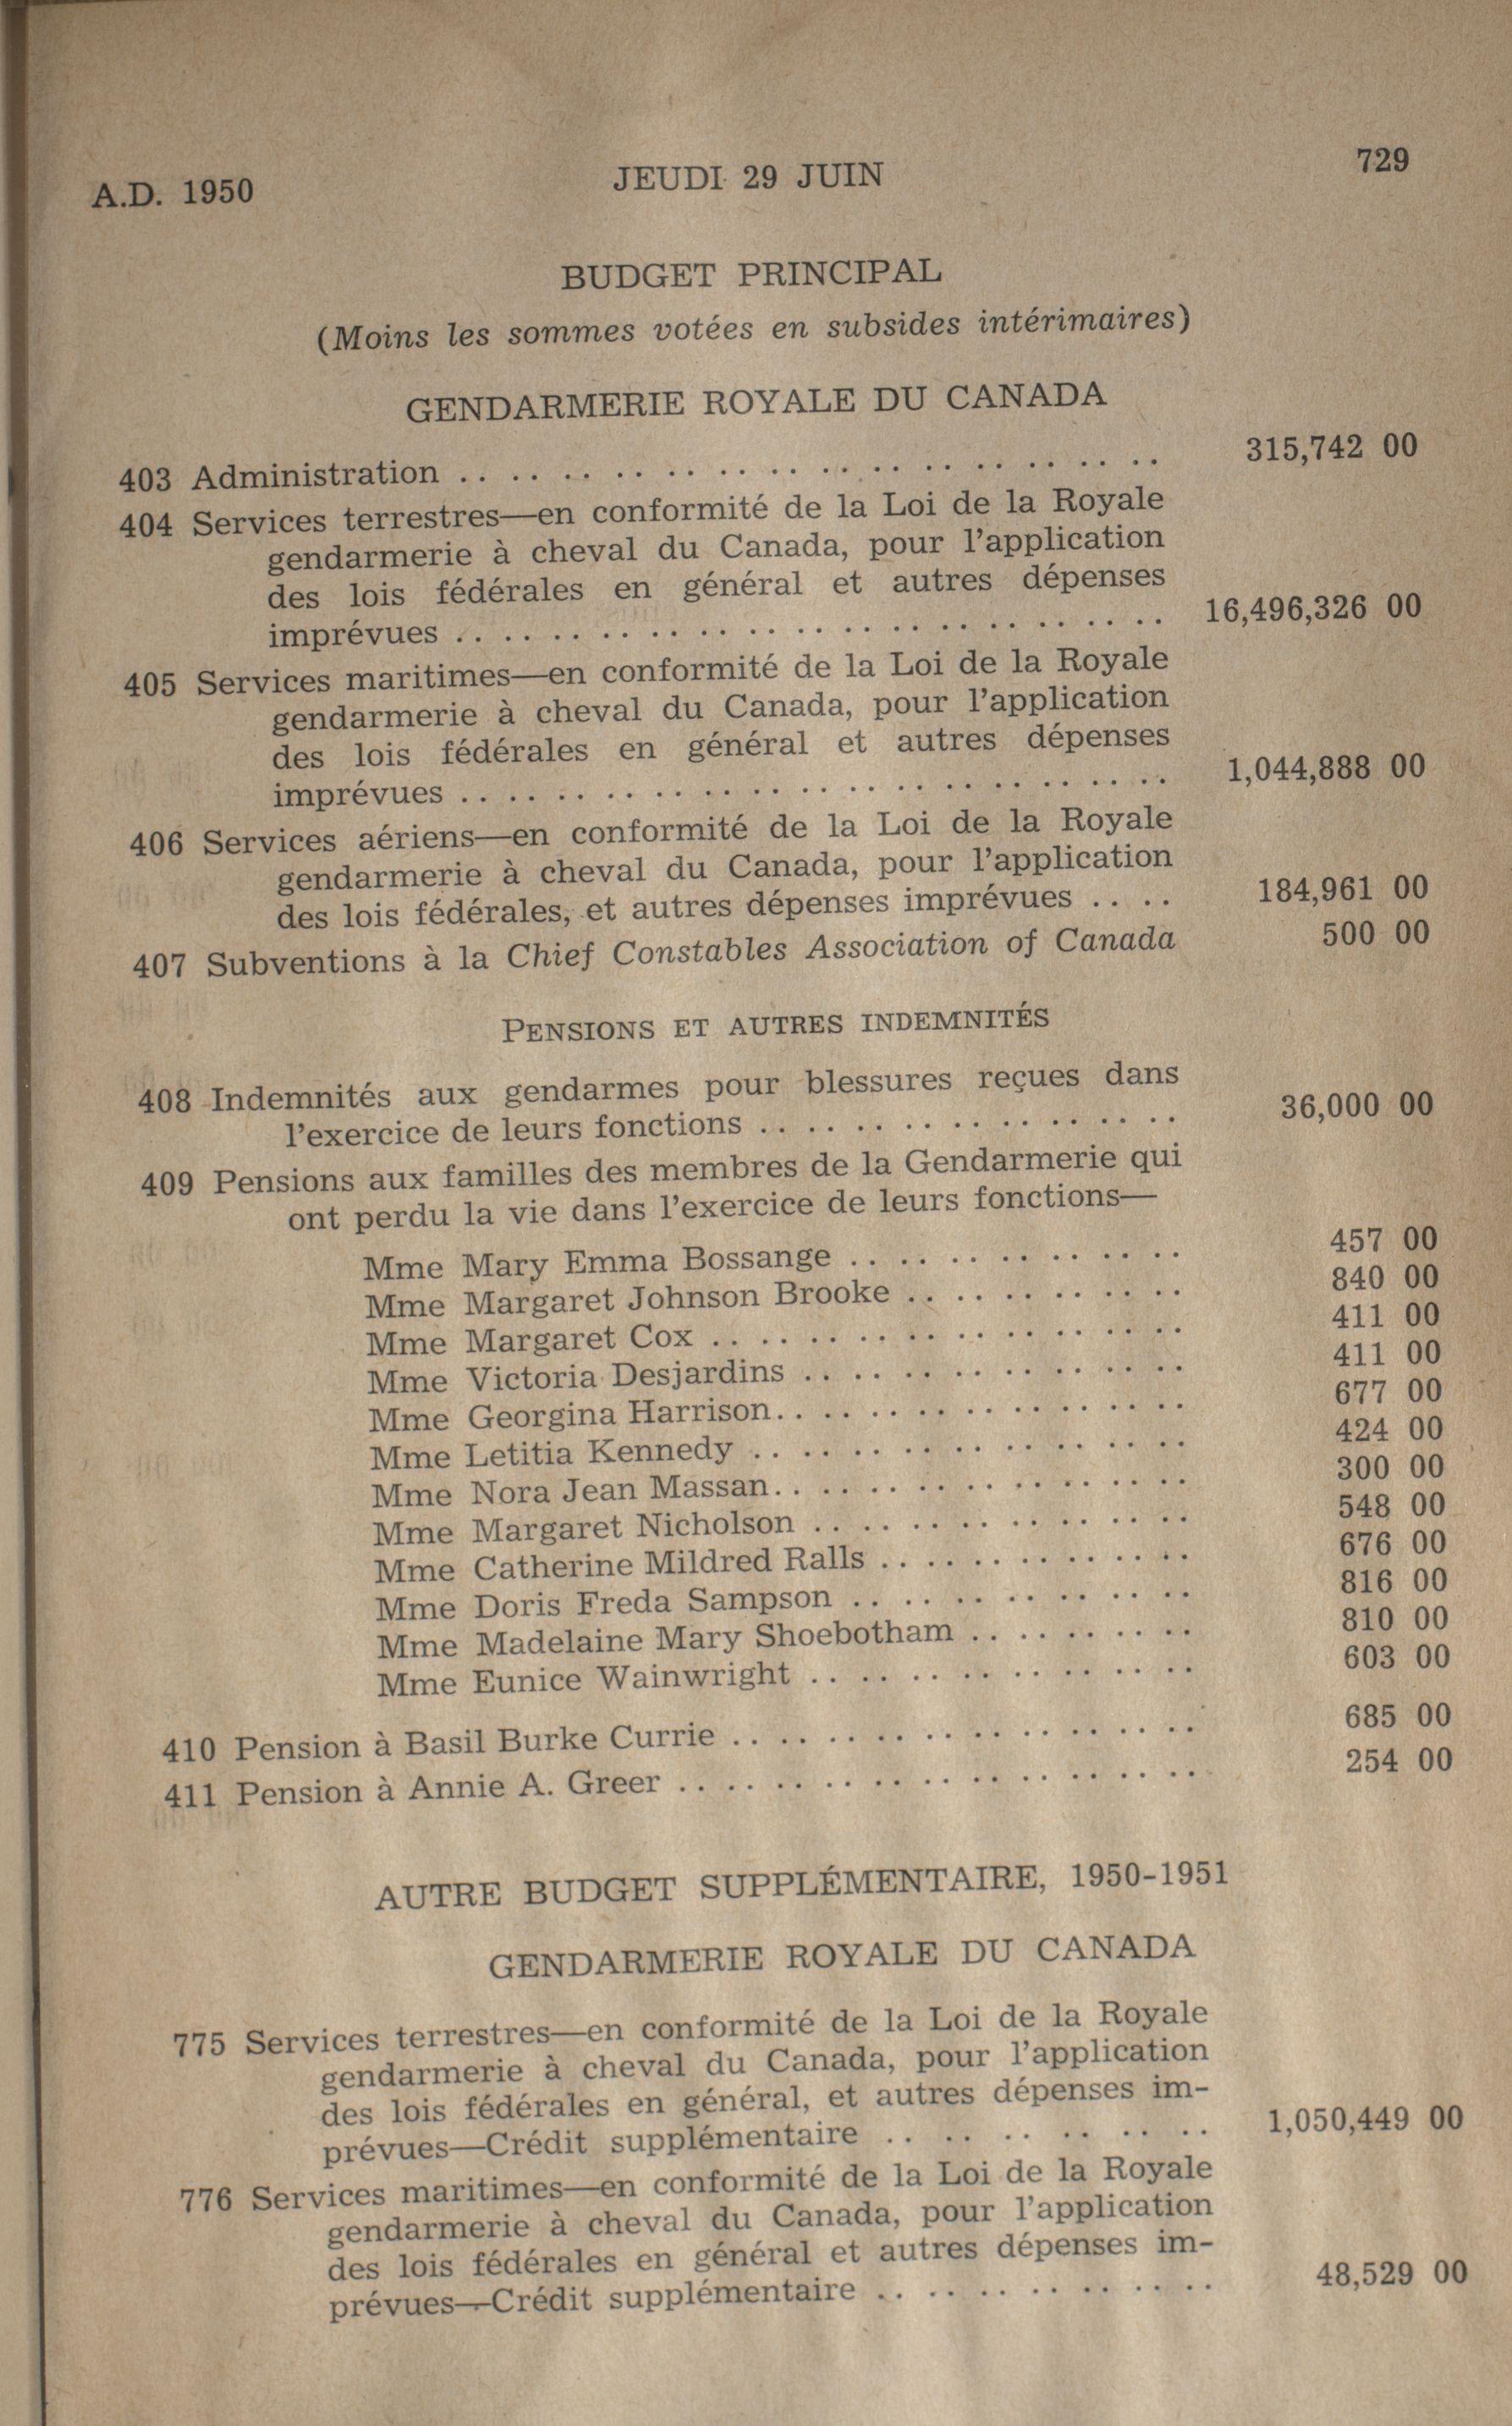 A.D. 1950 JEUDI 29 JUIN 729
BUDGET PRINCIPAL
(Moins les sommes votées en subsides intérimaires)
GENDARMERIE ROYALE DU CANADA
403 Administration . . . . . . . . . . . . . . . . . . . . . . . . . . . . 315,742 00
404 Services terrestres—en conformité de la Loi de la Royale
gendarmerie à cheval du Canada, pour l'application
des lois fédérales en général et autres dépenses
imprévues . . . . . . . . . . . . . . . . . . . . . . . . . . . . . . 16,496,326 00
405 Services maritimes—en conformité de la Loi de la Royale
gendarmerie à cheval du Canada, pour l'application
des lois fédérales en général et autres dépenses
imprévues . . . . . . . . . . . . . . . . . . . . . . . . . . . . . . 1,044,888 00
406 Services aériens—en conformité de la Loi de la Royale
gendarmerie à cheval du Canada, pour l'application
des lois fédérales, et autres dépenses imprévues . . . . 184,961 00
407 Subventions à la Chief Constables Association of Canada 500 00
PENSIONS ET AUTRES INDEMNITÉS
408 Indemnités aux gendarmes pour blessures reçues dans
l'exercice de leurs fonctions . . . . . . . . . . . . . . . . . . 36,000 00
409 Pensions aux familles des membres de la Gendarmerie qui
ont perdu la vie dans l'exercice de leurs fonctions—
Mme Mary Emma Bossange . . . . . . . . . . . . . . 457 00
Mme Margaret Johnson Brooke . . . . . . . . . . . . 840 00
Mme Margaret Cox . . . . . . . . . . . . . . . . . . . . 411 00
Mme Victoria Desjardins . . . . . . . . . . . . . . . . 411 00
Mme Georgina Harrison. . . . . . . . . . . . . . . . . . 677 00
Mme Letitia Kennedy . . . . . . . . . . . . . . . . . . 424 00
Mme Nora Jean Massan. . . . . . . . . . . . . . . . . . 300 00
Mme Margaret Nicholson . . . . . . . . . . . . . . . . 548 00
Mme Catherine Mildred Ralls . . . . . . . . . . . . . 676 00
Mme Doris Freda Sampson . . . . . . . . . . . . . . 816 00
Mme Madelaine Mary Shoebotham . . . . . . . . . . 810 00
Mme Eunice Wainwright . . . . . . . . . . . . . . . . 603 00
410 Pension à Basil Burke Currie . . . . . . . . . . . . . . . . . . . . 685 00
411 Pension à Annie A. Greer . . . . . . . . . . . . . . . . . . . . . . 254 00
AUTRE BUDGET SUPPLÉMENTAIRE, 1950-1951
GENDARMERIE ROYALE DU CANADA
775 Services terrestres—en conformité de la Loi de la Royale
gendarmerie à cheval du Canada, pour l'application
des lois fédérales en général, et autres dépenses im-
prévues—Crédit supplémentaire . . . . . . . . . . . . 1,050,449 00
776 Services maritimes—en conformité de la Loi de la Royale
gendarmerie à cheval du Canada, pour l'application
des lois fédérales en général et autres dépenses im-
prévues—Crédit supplémentaire . . . . . . . . . . . . . . 48,529 00